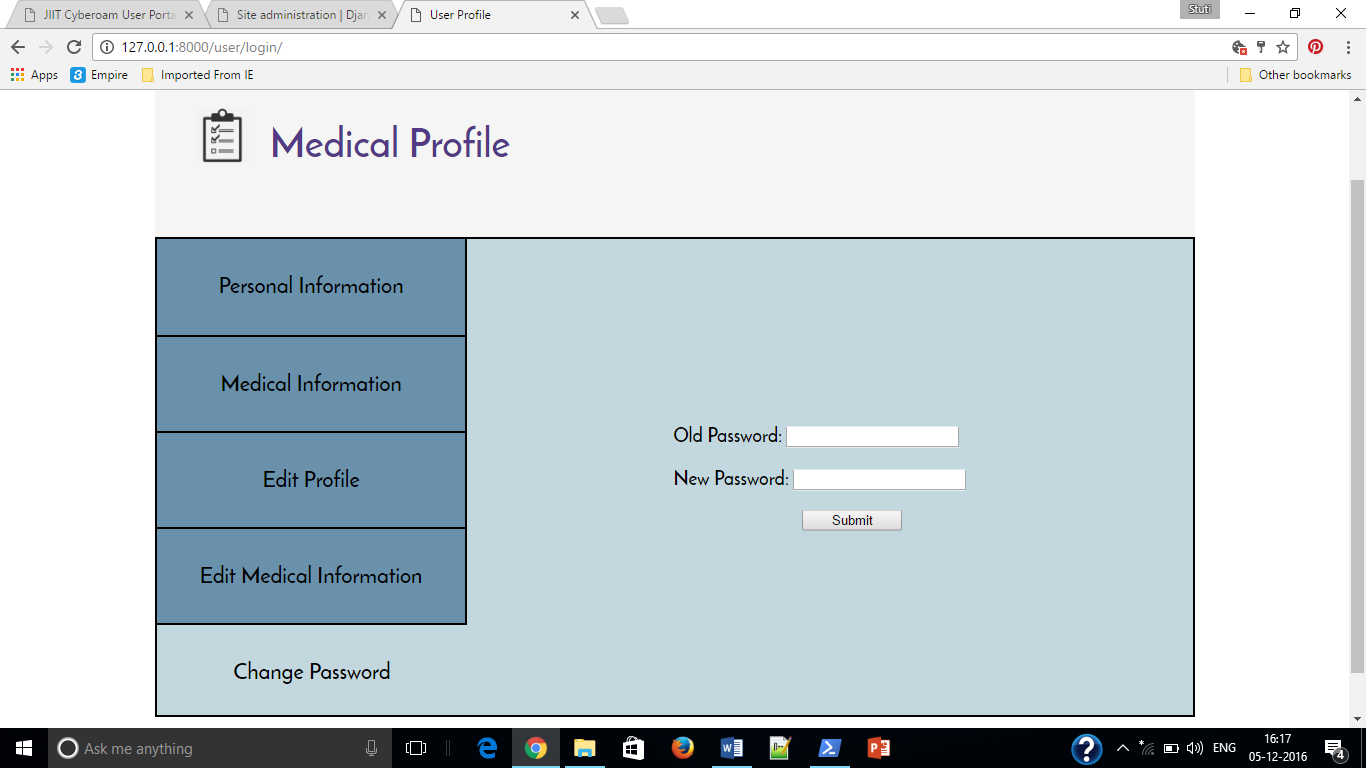 JIIT Cyberoam User Porta
Site administration | Djan
User Profile
Stuti
127.0.0.1:8000/user/login/
Apps
Empire
Imported From IE
Other bookmarks
Medical Profile
Personal Information
Medical Information
Edit Profile
Edit Medical Information
Change Password
Old Password:
New Password:
Submit
Ask me anything
ENG
16:17
05-12-2016
4